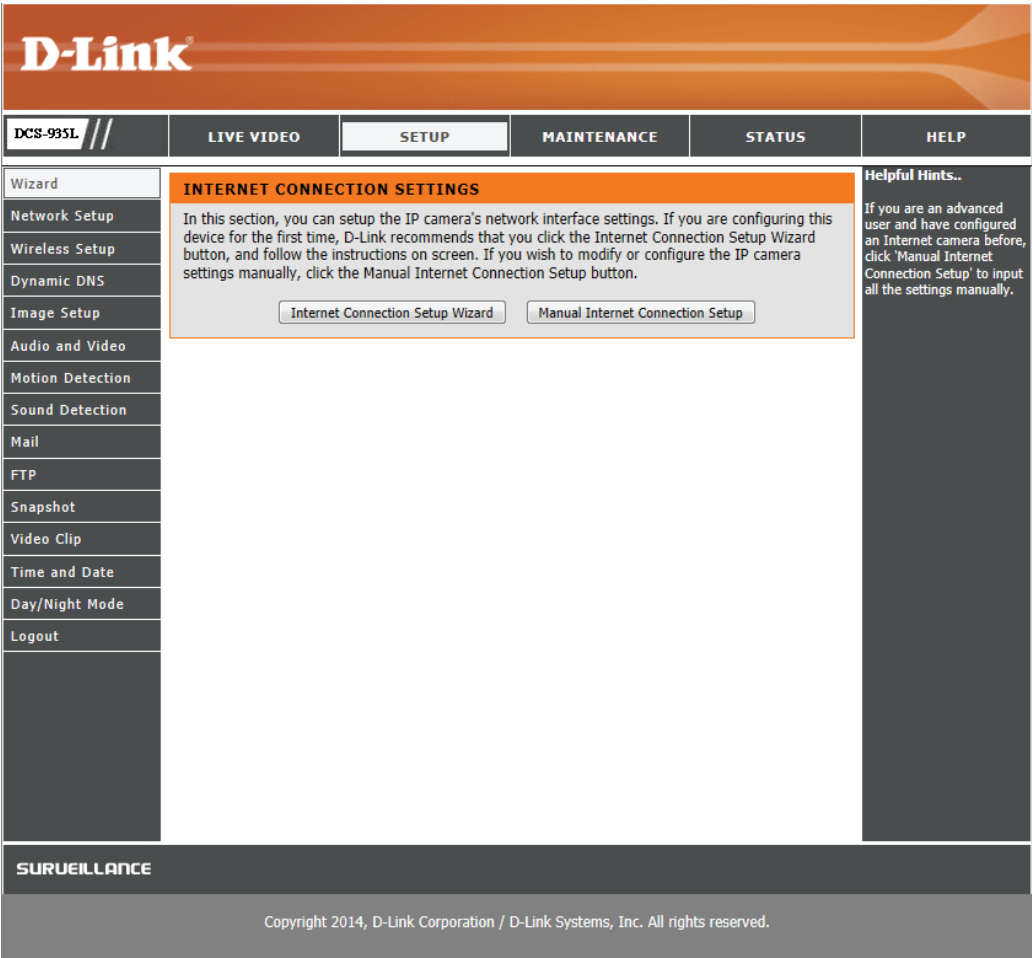 D-Link®
DCS-935L
LIVE VIDEO
SETUP
MAINTENANCE
STATUS
HELP
Wizard
Network Setup
Wireless Setup
Dynamic DNS
Image Setup
Audio and Video
Motion Detection
Sound Detection
Mail
FTP
Snapshot
Video Clip
Time and Date
Day/Night Mode
Logout
INTERNET CONNECTION SETTINGS
In this section, you can setup the IP camera's network interface settings. If you are configuring this
device for the first time, D-Link recommends that you click the Internet Connection Setup Wizard
button, and follow the instructions on screen. If you wish to modify or configure the IP camera
settings manually, click the Manual Internet Connection Setup button.
Internet Connection Setup Wizard
Manual Internet Connection Setup
Helpful Hints..
If you are an advanced
user and have configured
an Internet camera before,
click 'Manual Internet
Connection Setup' to input
all the settings manually.
SURVEILLANCE
Copyright 2014, D-Link Corporation / D-Link Systems, Inc. All rights reserved.